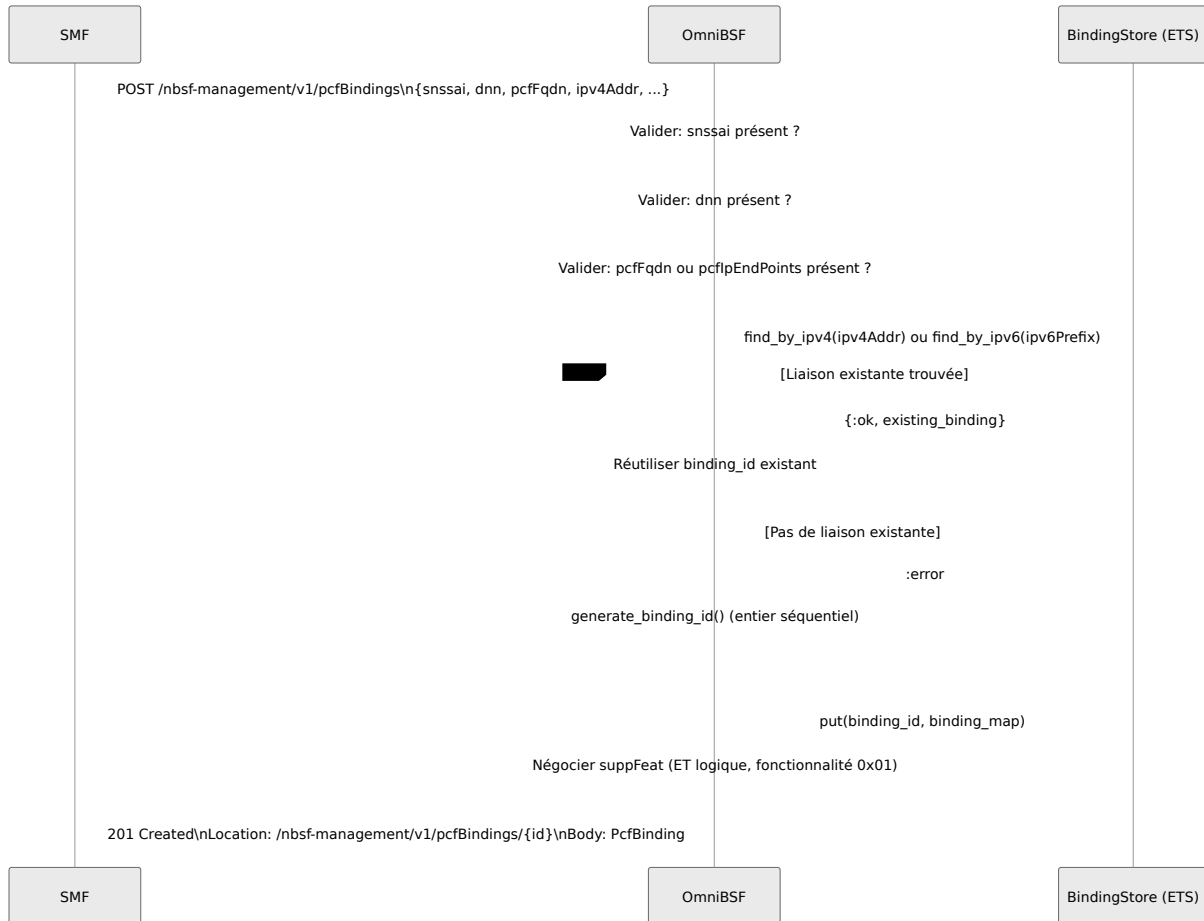 SMF
OmniBSF
BindingStore (ETS)
POST /nbsf-management/v1/pcfBindings\n{snssai, dnn, pcfFqdn, ipv4Addr, ...}
Valider: snssai présent ?
Valider: dnn présent ?
Valider: pcfFqdn ou pcfIpEndPoints présent ?
find_by_ipv4(ipv4Addr) ou find_by_ipv6(ipv6Prefix)
[Liaison existante trouvée]
{:ok, existing_binding}
Réutiliser binding_id existant
[Pas de liaison existante]
:error
generate_binding_id() (entier séquentiel)
put(binding_id, binding_map)
Négocier suppFeat (ET logique, fonctionnalité 0x01)
201 Created\nLocation: /nbsf-management/v1/pcfBindings/{id}\nBody: PcfBinding
SMF
OmniBSF
BindingStore (ETS)